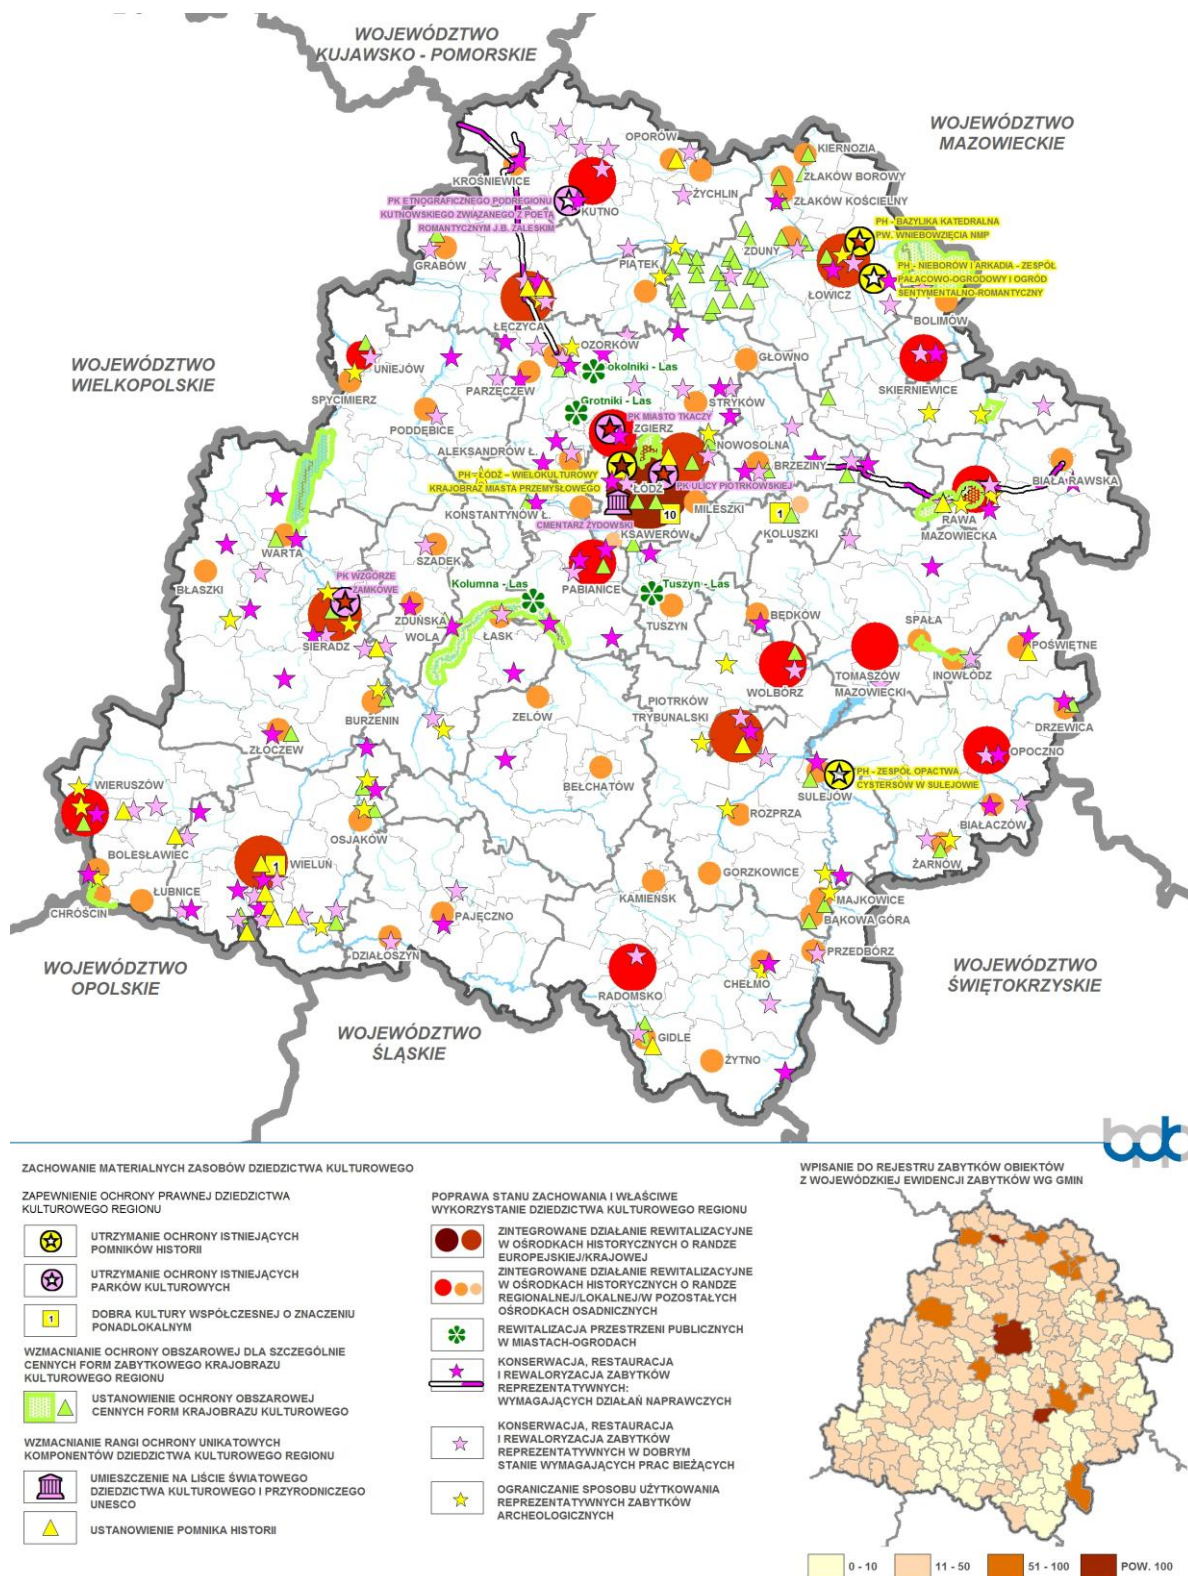 WOJEWÓDZTWO
KUJAWSKO - POMORSKIE
WOJEWÓDZTWO
MAZOWIECKIE
OPORÓW
KIERNOZIA
KROŚNIEWICE
ZŁAKÓW BOROWY
ŻYCHLIN
ZŁAKÓW KOŚCIELNY
PK ETNOGRAFICZNEGO PODREGIONU
KUTNOWSKIEGO ZWIĄZANEGO Z POETĄ
ROMANTYCZNYM J.B. ZALESKIM
KUTNO
PH - BAZYLIKA KATEDRALNA
PW. WNIEBOWZIĘCIA NMP
GRABÓW
PIĄTEK
ZDUNY
PH - NIEBORÓW I ARKADIA - ZESPÓŁ
PAŁACOWO-OGRODOWY I OGRÓD
SENTYMENTALNO-ROMANTYCZNY
ŁOWICZ
BOLIMÓW
ŁĘCZYCA
WOJEWÓDZTWO
WIELKOPOLSKIE
OZORKÓW
GŁOWNO
UNIEJÓW
SKIERNIEWICE
okolniki - Las
PARZĘCZEW
SPYCIMIERZ
Grotniki - Las
STRYKÓW
PODDĘBICE
PK MIASTO TKACZY
ZGIERZ
NOWOSOLNA
ALEKSANDRÓW Ł.
BRZEZINY
PH - ŁÓDŹ – WIELOKULTUROWY
KRAJOBRAZ MIASTA PRZEMYSŁOWEGO
ŁÓDŹ
PK ULICY PIOTRKOWSKIEJ
BIAŁA RAWSKA
KONSTANTYNÓW Ł.
MILESZKI
10
1
CMENTARZ ŻYDOWSKI
KSAWERÓW
KOLUSZKI
RAWA
MAZOWIECKA
WARTA
SZADEK
BŁASZKI
PK WZGÓRZE
ZAMKOWE
Kolumna - Las
PABIANICE
Tuszyn - Las
TUSZYN
ZDUŃSKA
WOLA
ŁASK
BĘDKÓW
SPAŁA
POŚWIĘTNE
SIERADZ
TOMASZÓW
MAZOWIECKI
INOWŁÓDZ
WOLBÓRZ
BURZENIN
ZELÓW
PIOTRKÓW
TRYBUNALSKI
DRZEWICA
ZŁOCZEW
OPOCZNO
WIERUSZÓW
BEŁCHATÓW
PH - ZESPÓŁ OPACTWA
CYSTERSÓW W SULEJOWIE
SULEJÓW
ROZPRZA
BIAŁACZÓW
OSJAKÓW
BOLESŁAWIEC
WIELUŃ
1
ŻARNÓW
GORZKOWICE
ŁUBNICE
KAMIEŃSK
MAJKOWICE
CHRÓŚCIN
PAJĘCZNO
BĄKOWA GÓRA
DZIAŁOSZYN
PRZEDBÓRZ
WOJEWÓDZTWO
OPOLSKIE
CHEŁMO
WOJEWÓDZTWO
ŚWIĘTOKRZYSKIE
RADOMSKO
WOJEWÓDZTWO
ŚLĄSKIE
GIDLE
ŻYTNO
bpp
ZACHOWANIE MATERIALNYCH ZASOBÓW DZIEDZICTWA KULTUROWEGO
ZAPEWNIENIE OCHRONY PRAWNEJ DZIEDZICTWA
KULTUROWEGO REGIONU
UTRZYMANIE OCHRONY ISTNIEJĄCYCH
POMNIKÓW HISTORII
UTRZYMANIE OCHRONY ISTNIEJĄCYCH
PARKÓW KULTUROWYCH
1
DOBRA KULTURY WSPÓŁCZESNEJ O ZNACZENIU
PONADLOKALNYM
WZMACNIANIE OCHRONY OBSZAROWEJ DLA SZCZEGÓLNIE
CENNYCH FORM ZABYTKOWEGO KRAJOBRAZU
KULTUROWEGO REGIONU
USTANOWIENIE OCHRONY OBSZAROWEJ
CENNYCH FORM KRAJOBRAZU KULTUROWEGO
WZMACNIANIE RANGI OCHRONY UNIKATOWYCH
KOMPONENTÓW DZIEDZICTWA KULTUROWEGO REGIONU
UMIESZCZENIE NA LIŚCIE ŚWIATOWEGO
DZIEDZICTWA KULTUROWEGO I PRZYRODNICZEGO
UNESCO
USTANOWIENIE POMNIKA HISTORII
POPRAWA STANU ZACHOWANIA I WŁAŚCIWE
WYKORZYSTANIE DZIEDZICTWA KULTUROWEGO REGIONU
ZINTEGROWANE DZIAŁANIE REWITALIZACYJNE
W OŚRODKACH HISTORYCZNYCH O RANDZE
EUROPEJSKIEJ/KRAJOWEJ
ZINTEGROWANE DZIAŁANIE REWITALIZACYJNE
W OŚRODKACH HISTORYCZNYCH O RANDZE
REGIONALNEJ/LOKALNEJ/W POZOSTAŁYCH
OŚRODKACH OSADNICZYCH
REWITALIZACJA PRZESTRZENI PUBLICZNYCH
W MIASTACH-OGRODACH
KONSERWACJA, RESTAURACJA
I REWALORYZACJA ZABYTKÓW
REPREZENTATYWNYCH:
WYMAGAJĄCYCH DZIAŁAŃ NAPRAWCZYCH
KONSERWACJA, RESTAURACJA
I REWALORYZACJA ZABYTKÓW
REPREZENTATYWNYCH W DOBRYM
STANIE WYMAGAJĄCYCH PRAC BIEŻĄCYCH
OGRANICZANIE SPOSOBU UŻYTKOWANIA
REPREZENTATYWNYCH ZABYTKÓW
ARCHEOLOGICZNYCH
WPISANIE DO REJESTRU ZABYTKÓW OBIEKTÓW
Z WOJEWÓDZKIEJ EWIDENCJI ZABYTKÓW WG GMIN
0 - 10
11 - 50
51 - 100
POW. 100